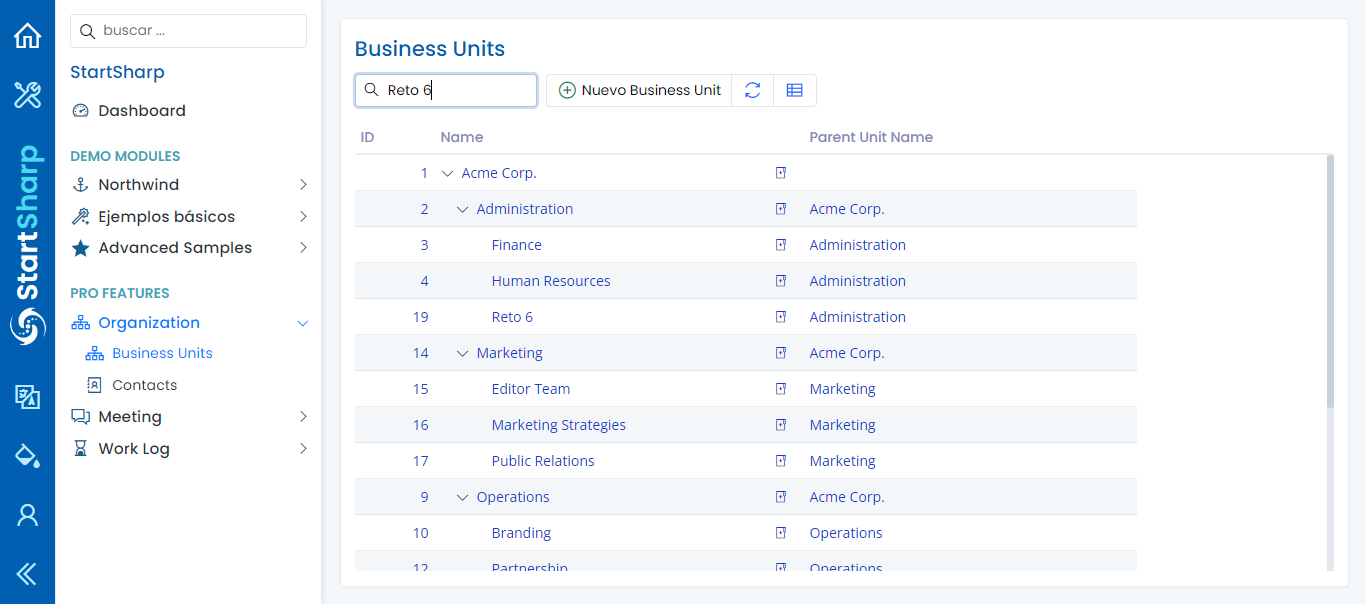 buscar ...
StartSharp
Dashboard
DEMO MODULES
Northwind
Ejemplos básicos
Advanced Samples
PRO FEATURES
Organization
Business Units
Contacts
Meeting
Work Log
StartSharp
Business Units
Reto 6 Nuevo Business Unit
ID Name Parent Unit Name
1 Acme Corp.
2 Administration Acme Corp.
3 Finance Administration
4 Human Resources Administration
19 Reto 6 Administration
14 Marketing Acme Corp.
15 Editor Team Marketing
16 Marketing Strategies Marketing
17 Public Relations Marketing
9 Operations Acme Corp.
10 Branding Operations
12 Partnership Operations